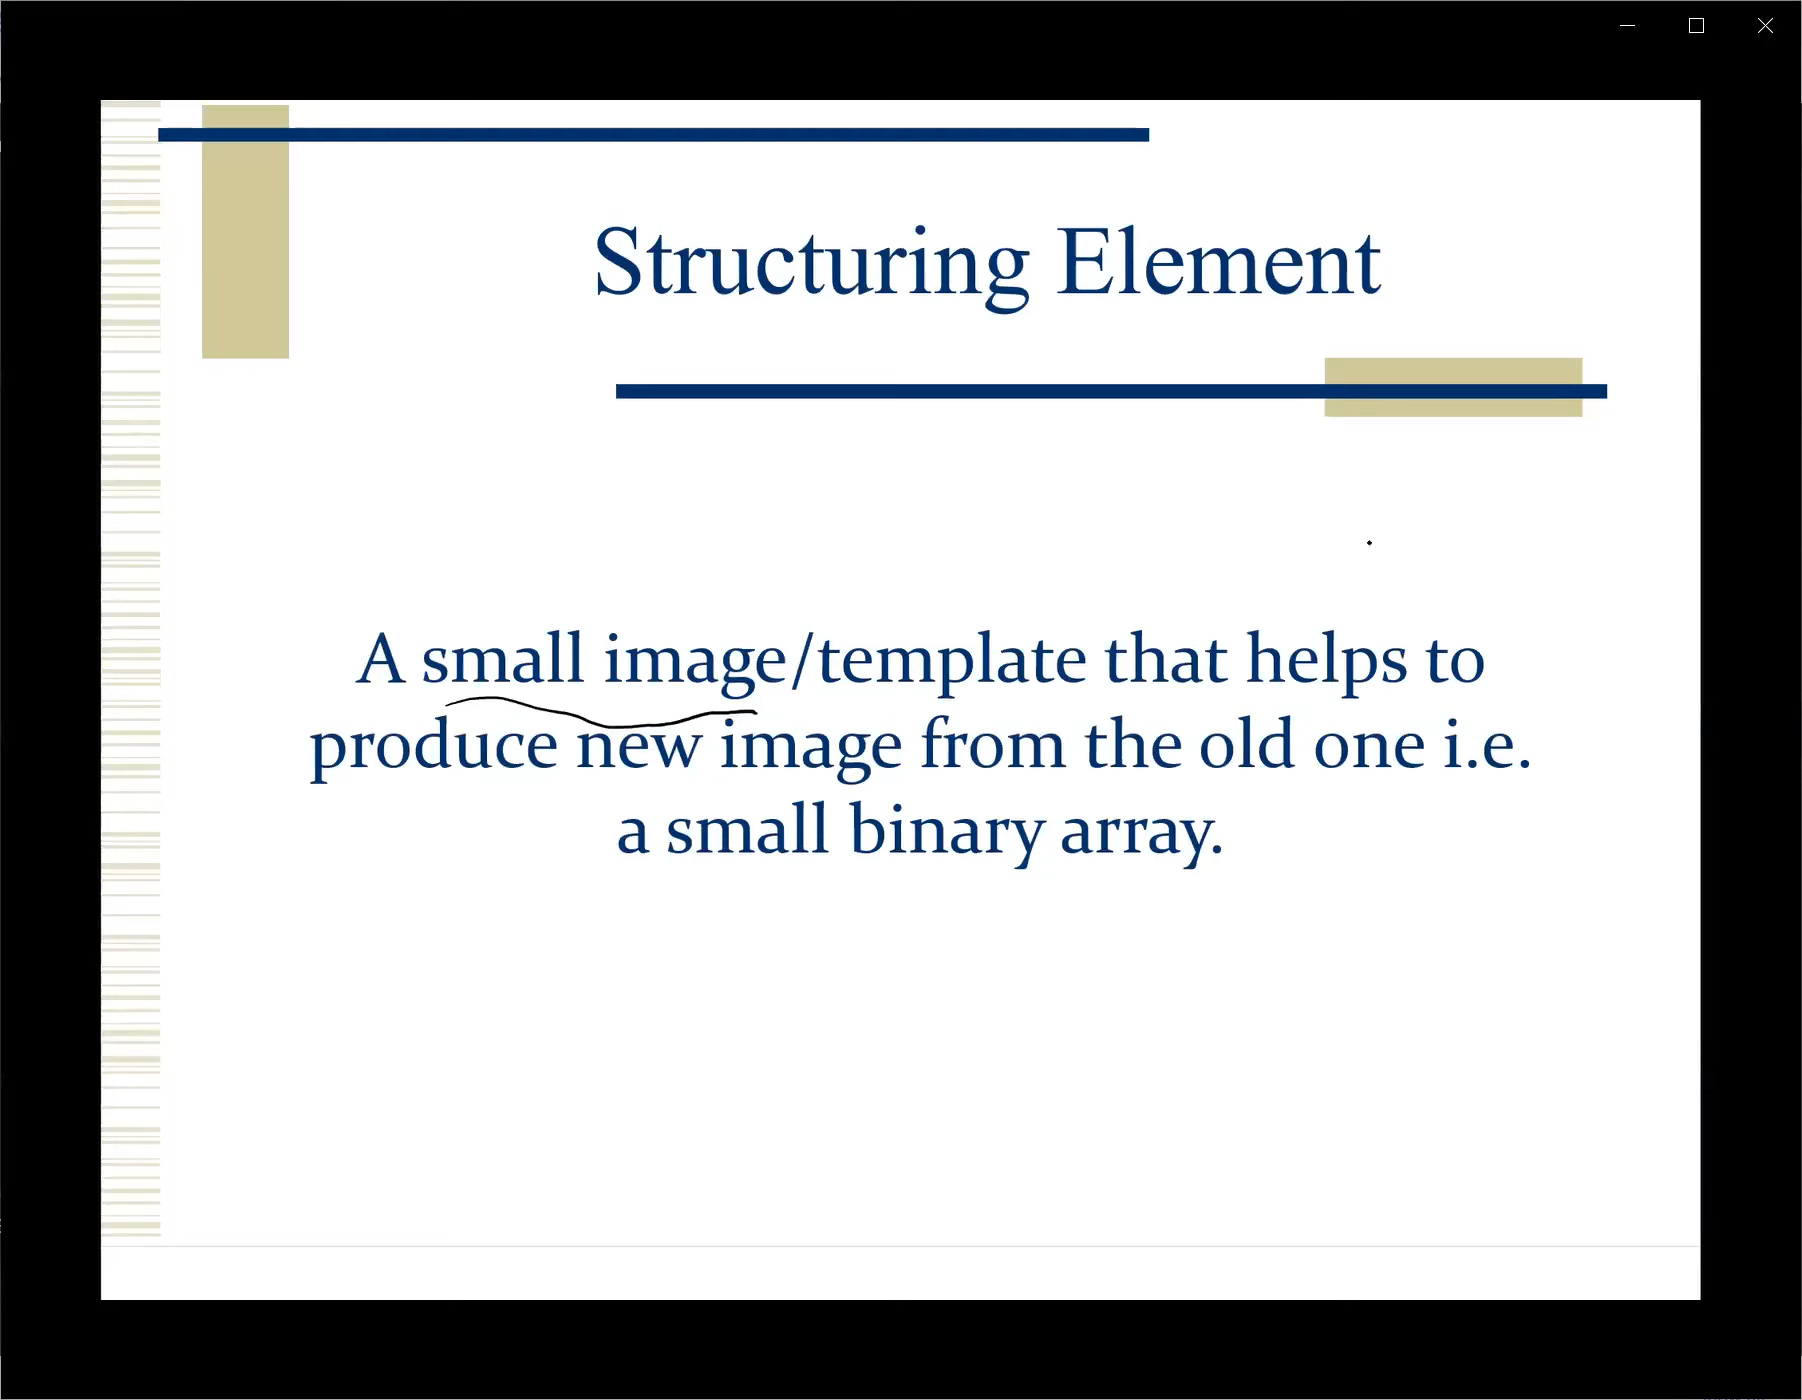 Structuring Element
A small image/template that helps to
produce new image from the old one i.e.
a small binary array.